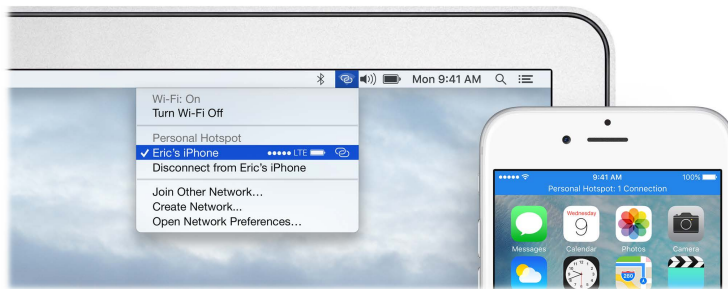 Mon 9:41 AM
Wi-Fi: On
Turn Wi-Fi Off
Personal Hotspot
Eric's iPhone LTE
Disconnect from Eric's iPhone
Join Other Network...
Create Network...
Open Network Preferences...
9:41 AM 100%
Personal Hotspot: 1 Connection
Wednesday
9
Messages Calendar Photos Camera
280